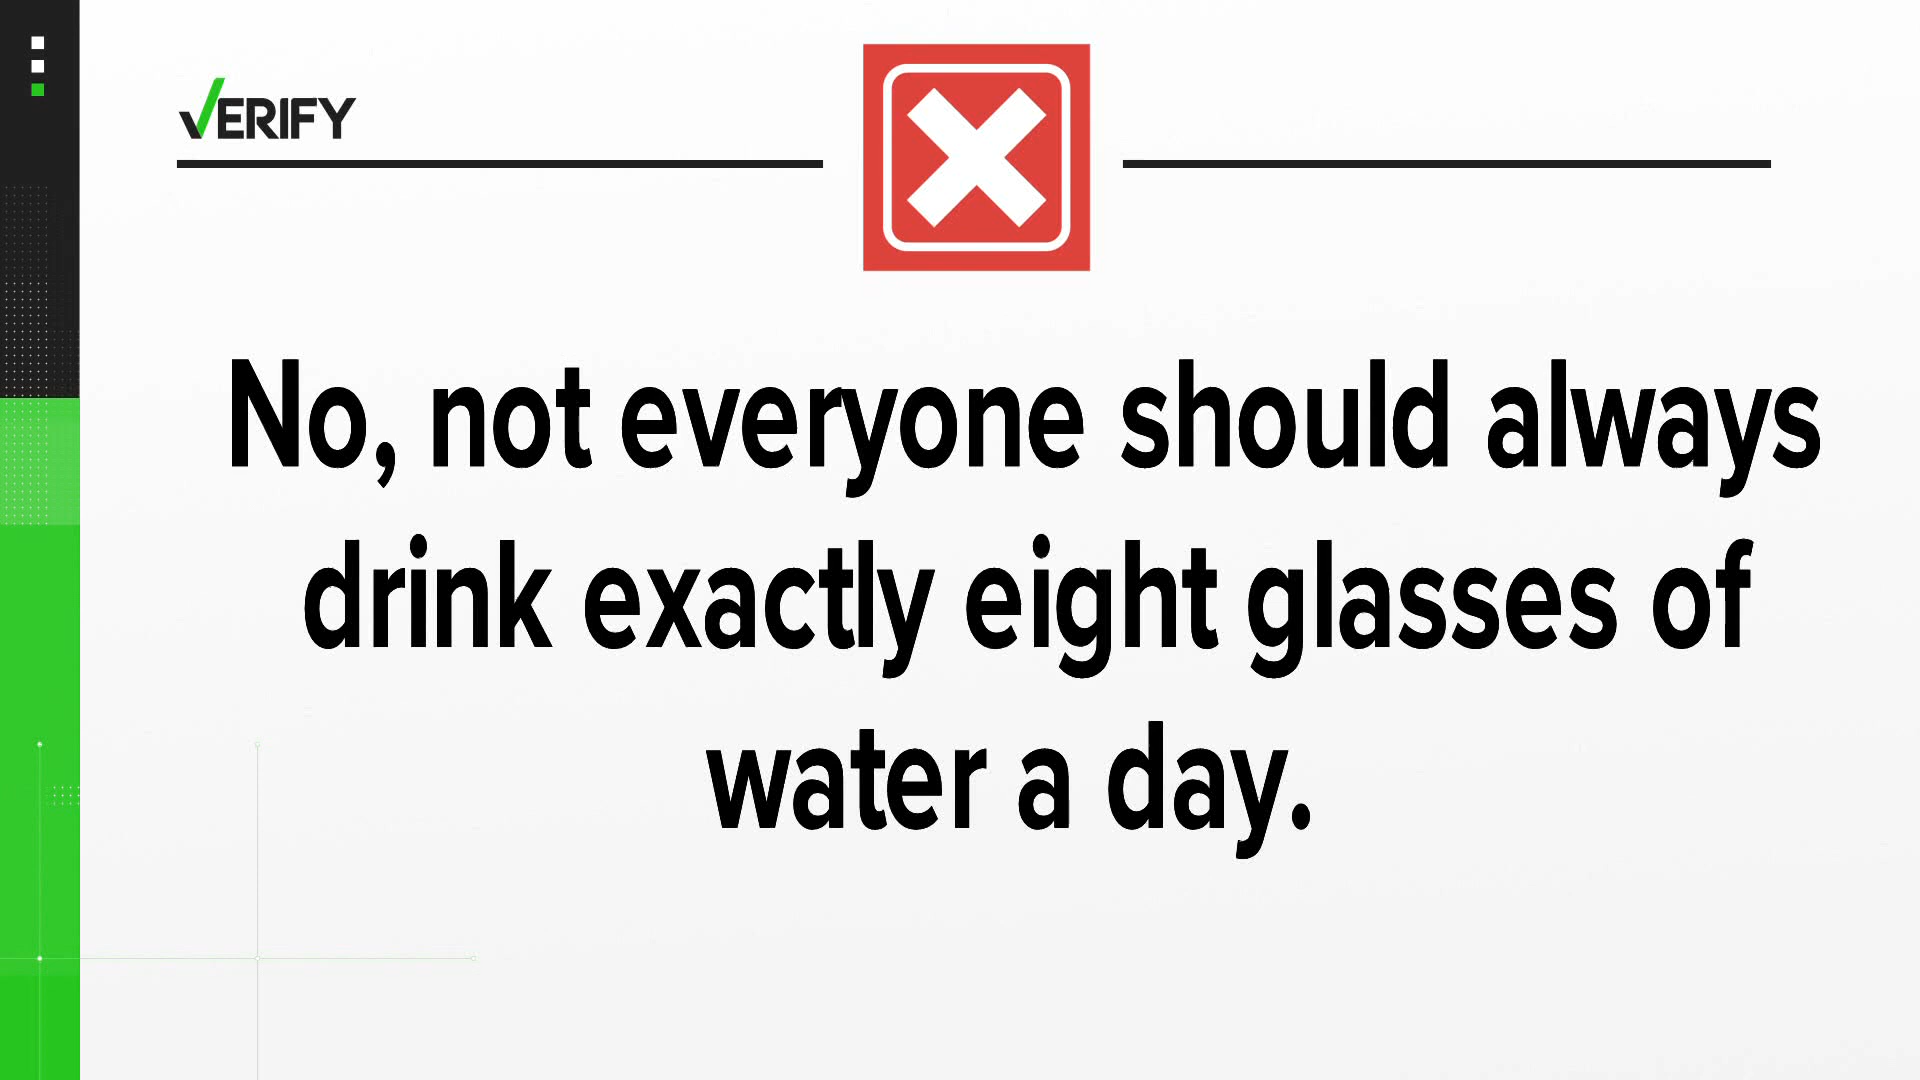 VERIFY
No, not everyone should always
drink exactly eight glasses of
water a day.